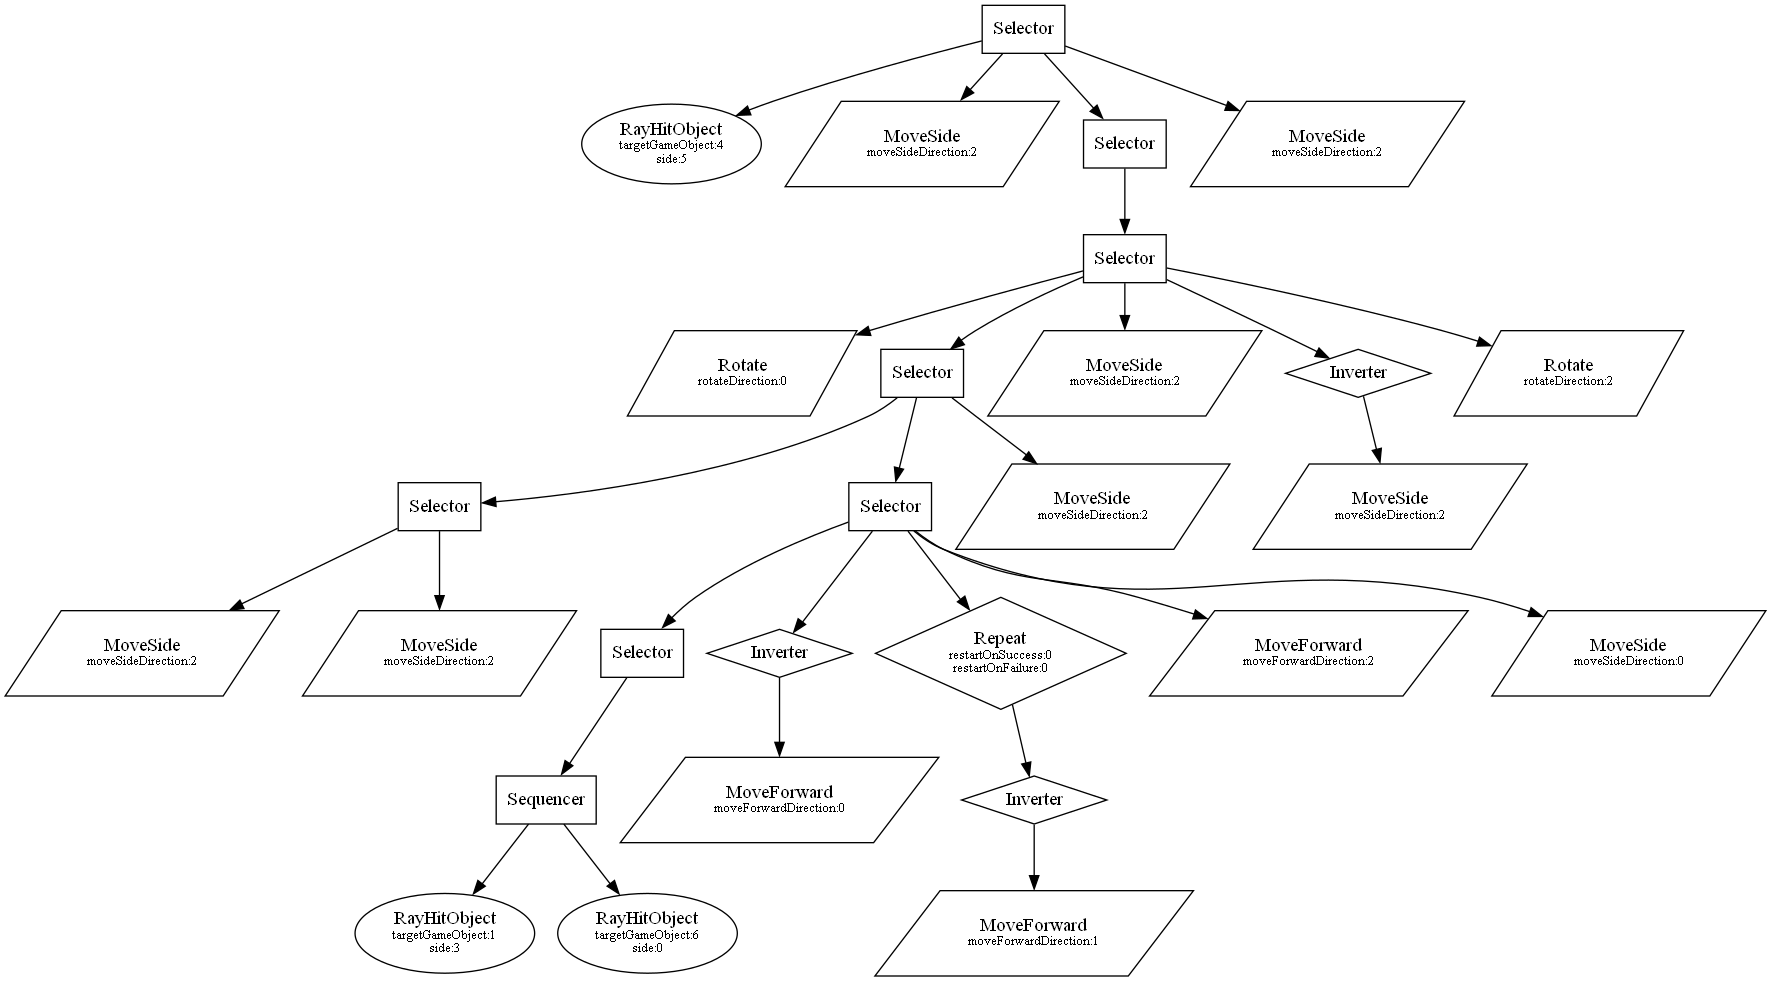 Selector
RayHitObject
targetGameObject:4
side:5
MoveSide
moveSideDirection:2
Selector
MoveSide
moveSideDirection:2
Selector
Rotate
rotateDirection:0
Selector
MoveSide
moveSideDirection:2
Inverter
Rotate
rotateDirection:2
Selector
Selector
MoveSide
moveSideDirection:2
MoveSide
moveSideDirection:2
MoveSide
moveSideDirection:2
MoveSide
moveSideDirection:2
Selector
Inverter
Repeat
restartOnSuccess:0
restartOnFailure:0
MoveForward
moveForwardDirection:2
MoveSide
moveSideDirection:0
Sequencer
MoveForward
moveForwardDirection:0
Inverter
RayHitObject
targetGameObject:1
side:3
RayHitObject
targetGameObject:6
side:0
MoveForward
moveForwardDirection:1